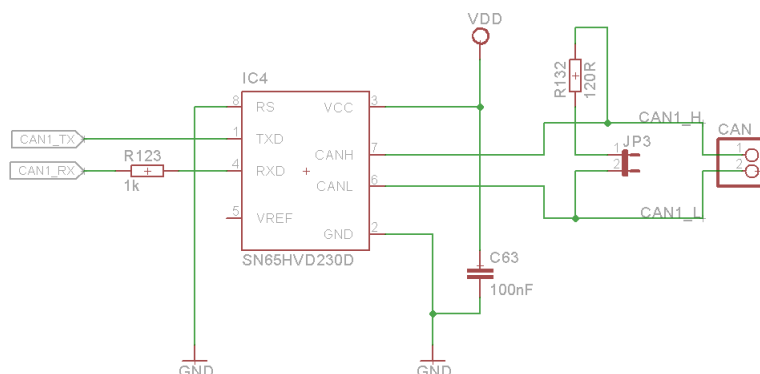 VDD
IC4
8 RS VCC 3
CAN1_TX
1 TXD
CAN1_RX
R123
1k
4 RXD
CANH 7
CANL 6
5 VREF
GND 2
SN65HVD230D
C63
100nF
GND
GND
R132
120R
CAN1_H
JP3
1
2
CAN1_L
CAN
1
2